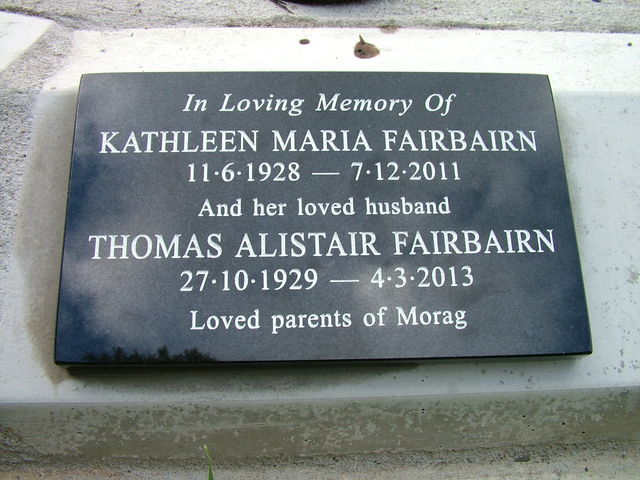 In Loving Memory Of
KATHLEEN MARIA FAIRBAIRN
11·6·1928 — 7·12·2011
And her loved husband
THOMAS ALISTAIR FAIRBAIRN
27·10·1929 — 4·3·2013
Loved parents of Morag